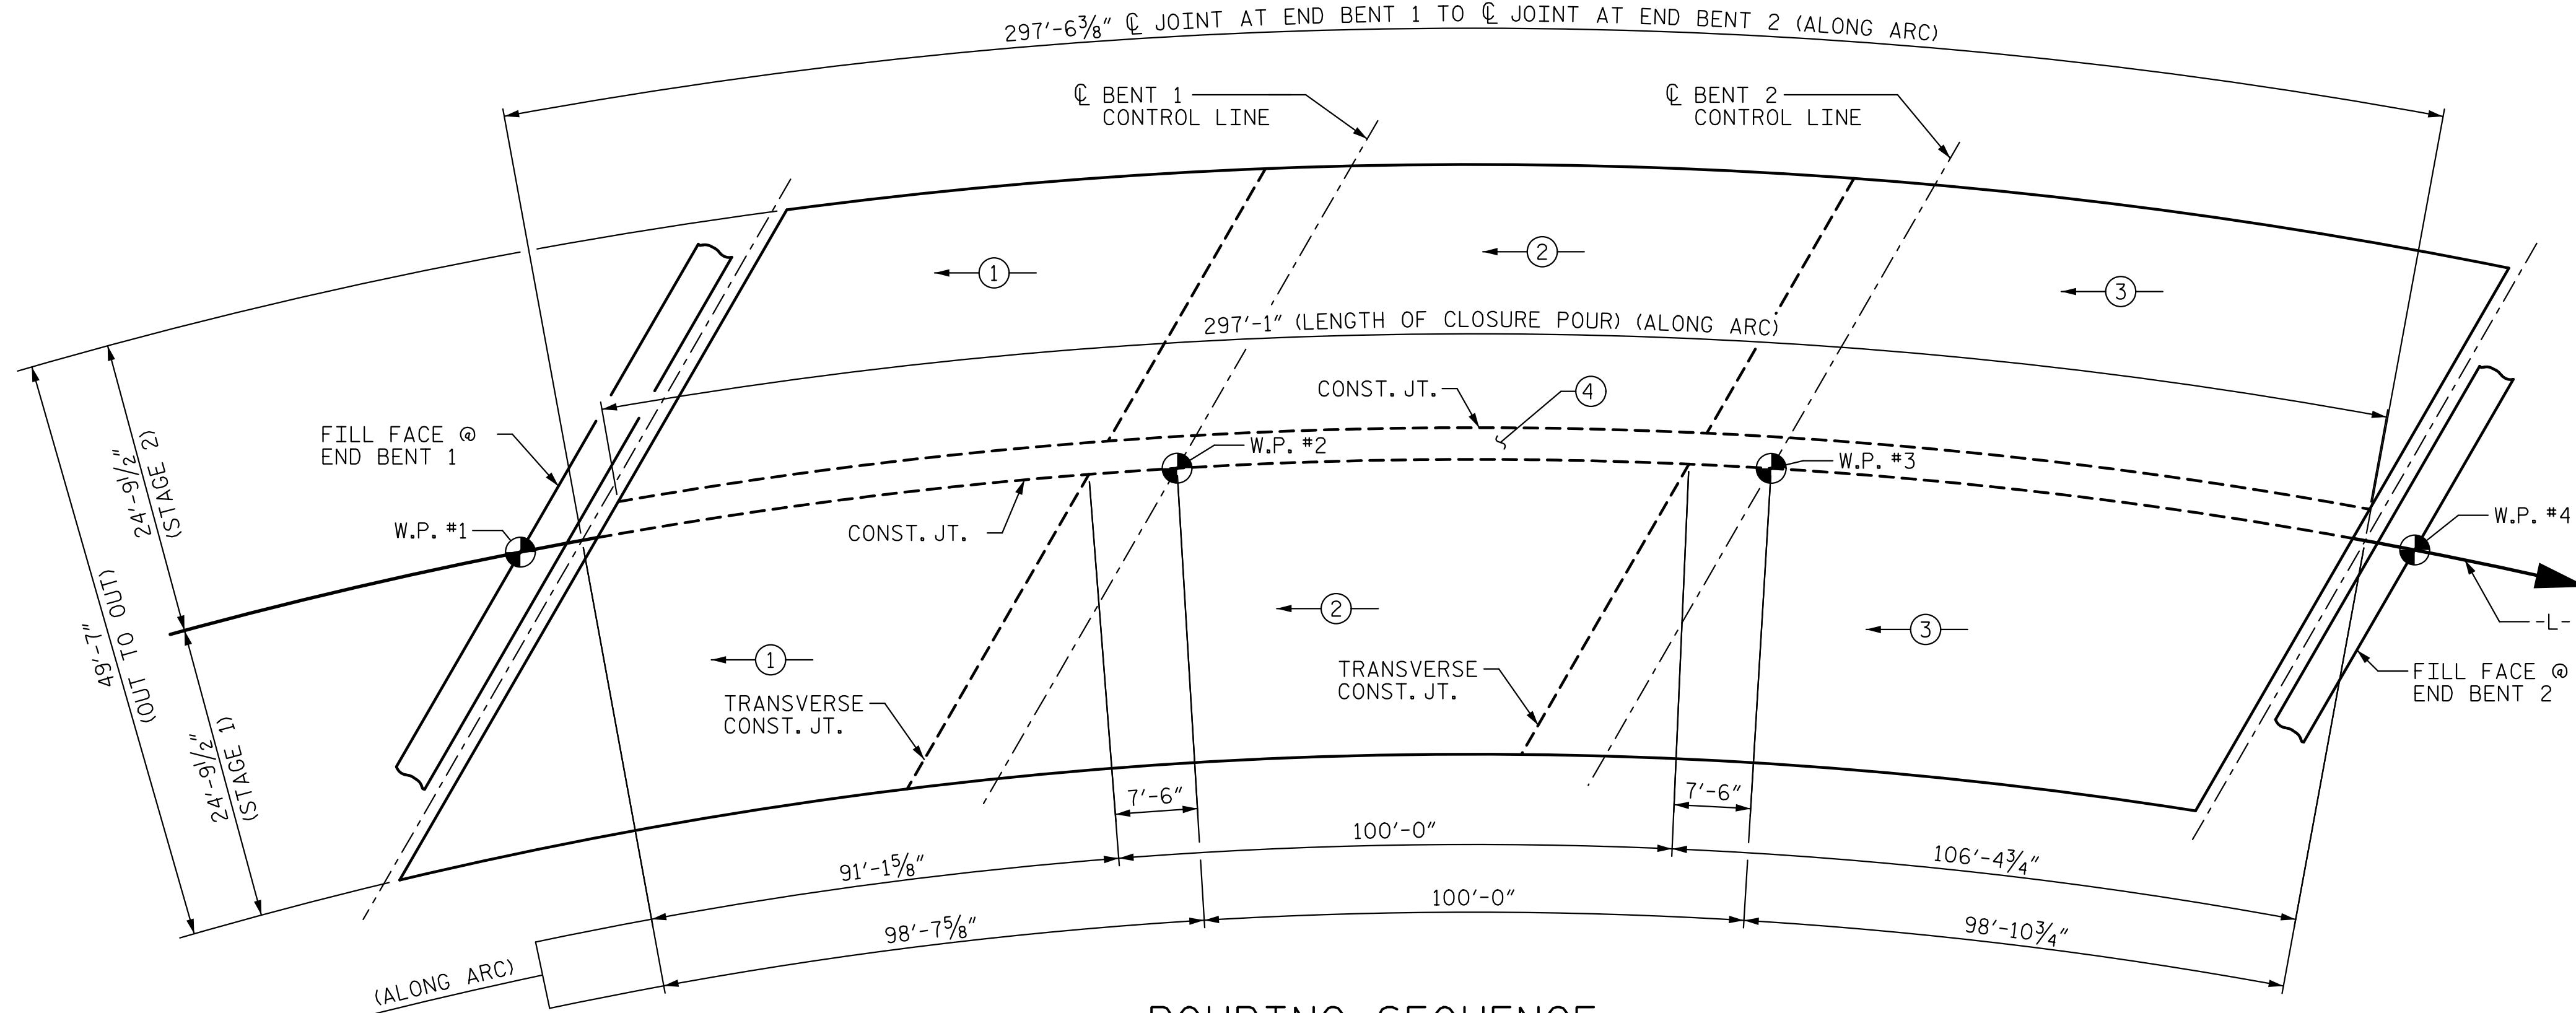 297'-6⅜" ℄ JOINT AT END BENT 1 TO ℄ JOINT AT END BENT 2 (ALONG ARC)
℄ BENT 1
CONTROL LINE
℄ BENT 2
CONTROL LINE
1
2
3
297'-1" (LENGTH OF CLOSURE POUR) (ALONG ARC)
CONST. JT.
4
FILL FACE @
END BENT 1
W.P. #2
W.P. #3
24'-9½"
(STAGE 2)
W.P. #1
CONST. JT.
W.P. #4
49'-7"
(OUT TO OUT)
2
3
-L-
1
TRANSVERSE
CONST. JT.
TRANSVERSE
CONST. JT.
FILL FACE @
END BENT 2
24'-9½"
(STAGE 1)
7'-6"
7'-6"
91'-1⅝"
100'-0"
106'-4¾"
98'-7⅝"
100'-0"
98'-10¾"
(ALONG ARC)
POURING SEQUENCE